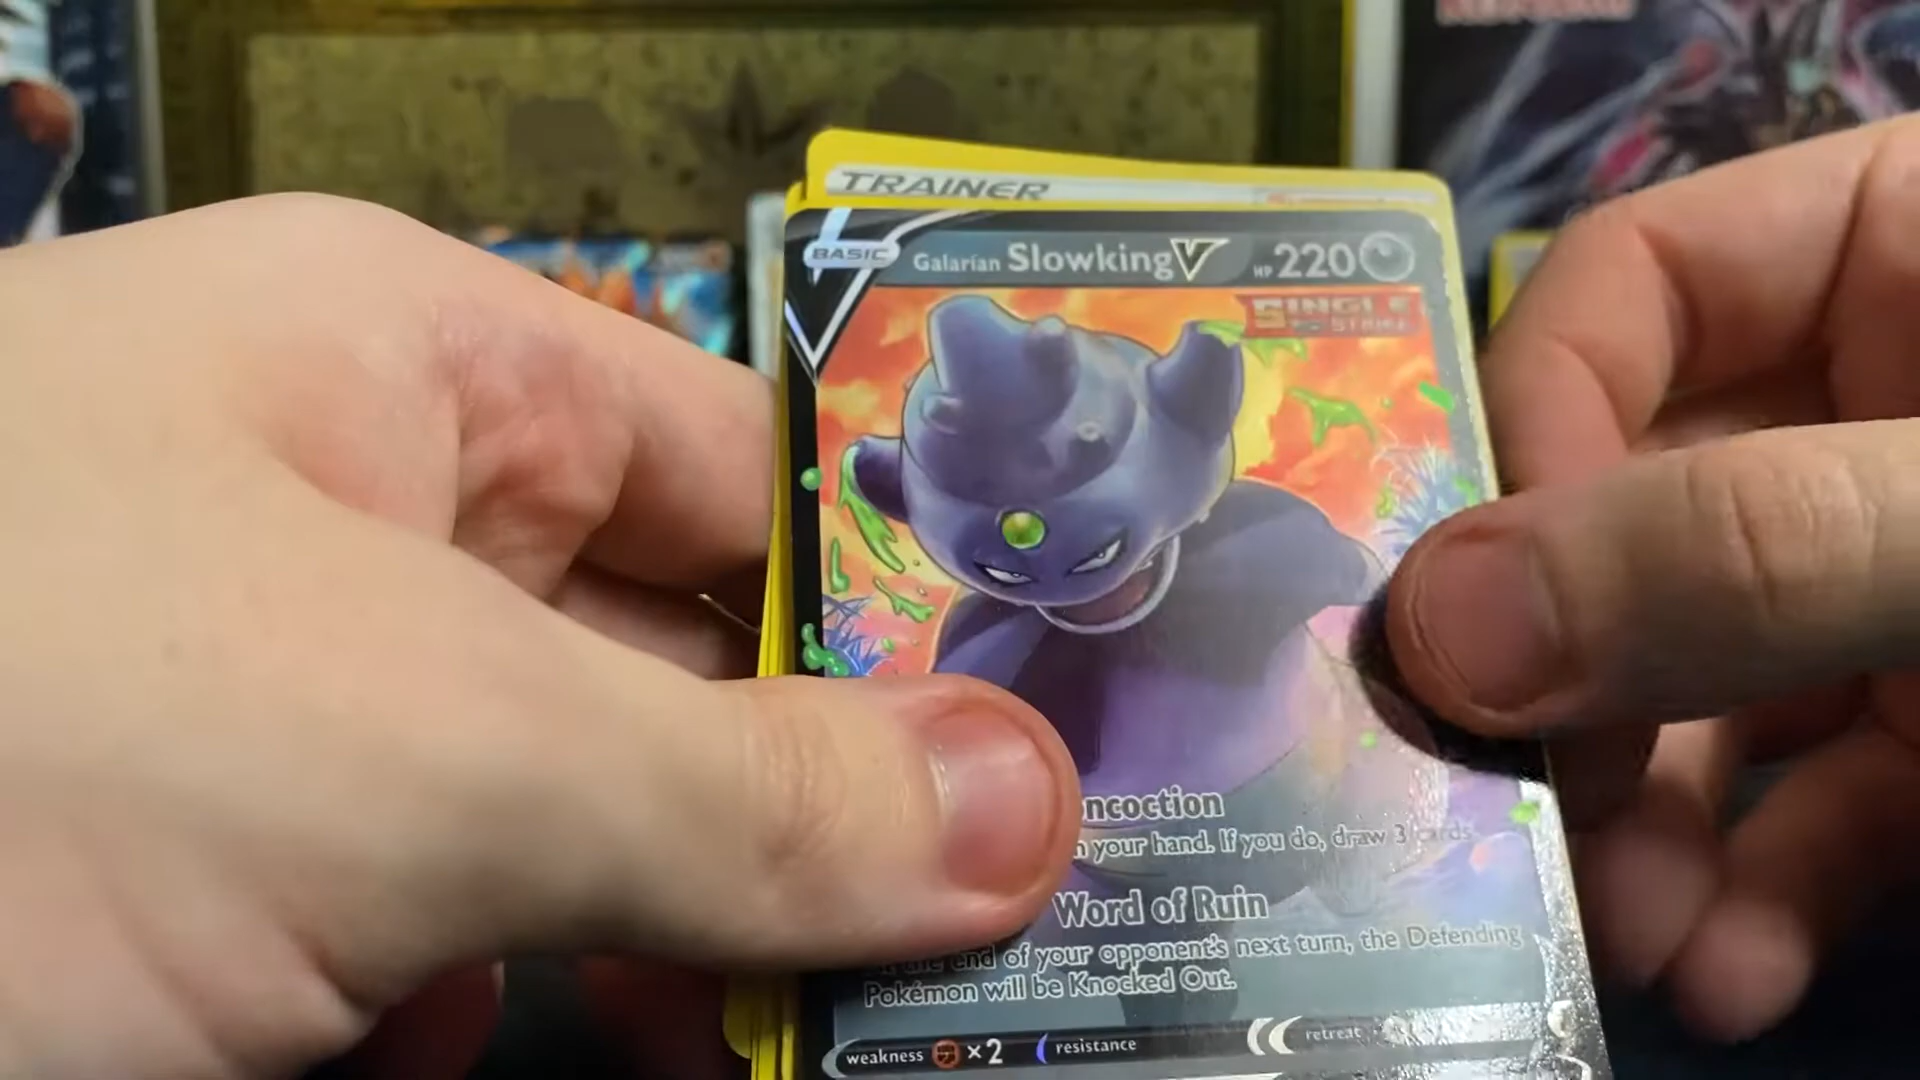 TRAINER
BASIC
Galarian Slowking V
HP 220
SINGLE
STRIKE
ncoction
n your hand. If you do, draw 3 cards.
Word of Ruin
the end of your opponent's next turn, the Defending
Pokémon will be Knocked Out.
weakness ×2 resistance retreat